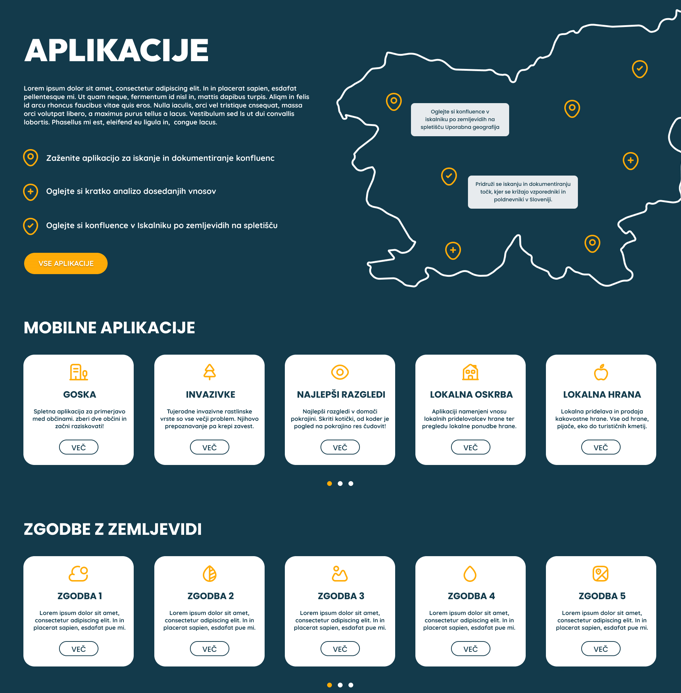 APLIKACIJE
Lorem ipsum dolor sit amet, consectetur adipiscing elit. In in placerat sapien, esdafat
pellentesque mi. Ut quam neque, fermentum id nisl in, mattis dapibus turpis. Aliqm in felis
id arcu rhoncus faucibus vitae quis eros. Nulla iaculis, orci vel tristique cnsequat, massa
orci volutpat libero, a maximus purus tellus a lacus. Vestibulum sed ls ut dui convallis
lobortis. Phasellus mi est, eleifend eu ligula in, congue lacus.
Zaženite aplikacijo za iskanje in dokumentiranje konfluenc
Oglejte si kratko analizo dosedanjih vnosov
Oglejte si konfluence v Iskalniku po zemljevidih na spletišču
VSE APLIKACIJE
Oglejte si konfluence v
Iskalniku po zemljevidih na
spletišču Uporabna geografija
Pridruži se iskanju in dokumentiranju
točk, kjer se križajo vzporedniki in
poldnevniki v Sloveniji.
MOBILNE APLIKACIJE
GOSKA
Spletna aplikacija za primerjavo
med občinami. zberi dve občini in
začni raziskovati!
VEČ
INVAZIVKE
Tujerodne invazivne rastlinske
vrste so vse večji problem. Njihovo
prepoznavanje pa krepi zavest.
VEČ
NAJLEPŠI RAZGLEDI
Najlepši razgledi v domači
pokrajini. Skriti kotički, od koder je
pogled na pokrajino res čudovit!
VEČ
LOKALNA OSKRBA
Aplikaciji namenjeni vnosu
lokalnih pridelovalcev hrane ter
pregledu lokalne ponudbe hrane.
VEČ
LOKALNA HRANA
Lokalna pridelava in prodaja
kakovostne hrane. Vse od hrane,
pijače, eko do turističnih kmetij.
VEČ
ZGODBE Z ZEMLJEVIDI
ZGODBA 1
Lorem ipsum dolor sit amet,
consectetur adipiscing elit. In in
placerat sapien, esdafat pue mi.
VEČ
ZGODBA 2
Lorem ipsum dolor sit amet,
consectetur adipiscing elit. In in
placerat sapien, esdafat pue mi.
VEČ
ZGODBA 3
Lorem ipsum dolor sit amet,
consectetur adipiscing elit. In in
placerat sapien, esdafat pue mi.
VEČ
ZGODBA 4
Lorem ipsum dolor sit amet,
consectetur adipiscing elit. In in
placerat sapien, esdafat pue mi.
VEČ
ZGODBA 5
Lorem ipsum dolor sit amet,
consectetur adipiscing elit. In in
placerat sapien, esdafat pue mi.
VEČ